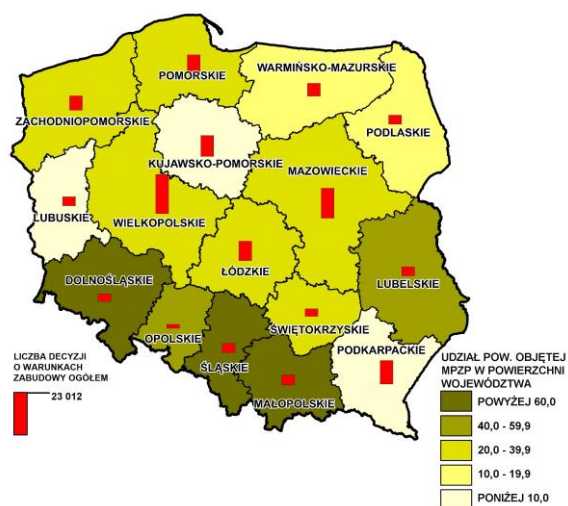 POMORSKIE
WARMIŃSKO-MAZURSKIE
ZACHODNIOPOMORSKIE
PODLASKIE
KUJAWSKO-POMORSKIE
MAZOWIECKIE
LUBUSKIE
WIELKOPOLSKIE
ŁÓDZKIE
DOLNOŚLĄSKIE
LUBELSKIE
OPOLSKIE
ŚWIĘTOKRZYSKIE
ŚLĄSKIE
PODKARPACKIE
MAŁOPOLSKIE
LICZBA DECYZJI
O WARUNKACH
ZABUDOWY OGÓŁEM
23 012
UDZIAŁ POW. OBJĘTEJ
MPZP W POWIERZCHNI
WOJEWÓDZTWA
POWYŻEJ 60,0
40,0 - 59,9
20,0 - 39,9
10,0 - 19,9
PONIŻEJ 10,0